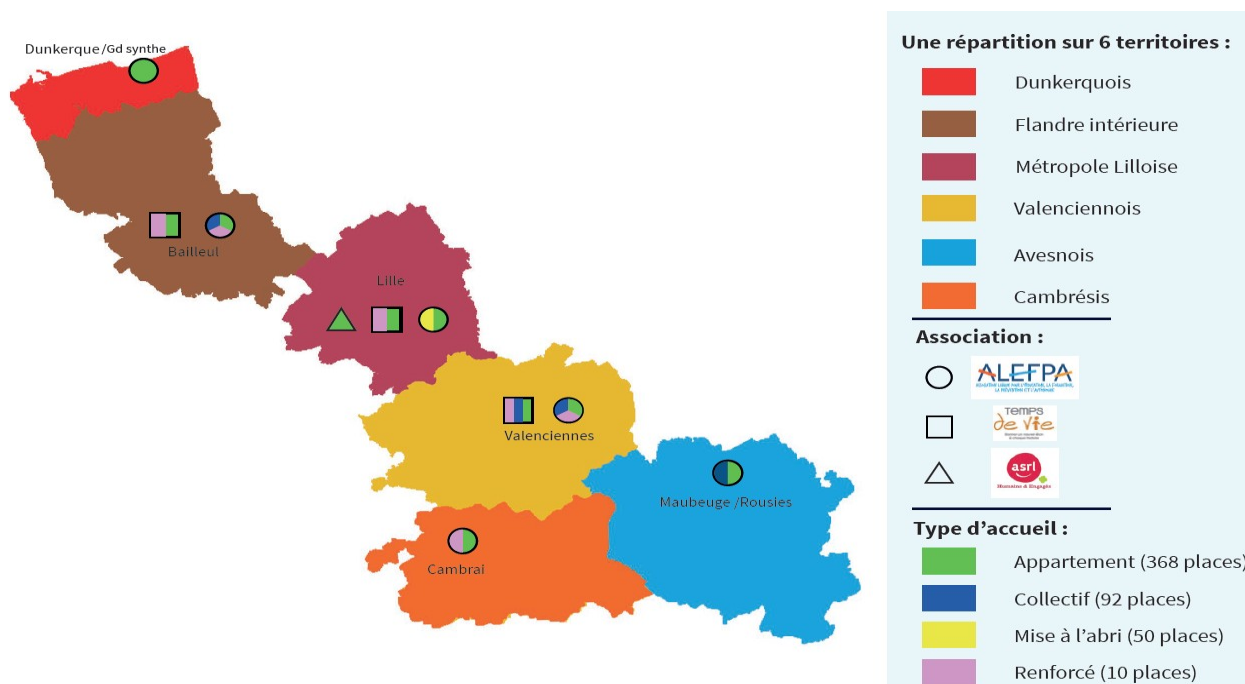 Dunkerque/Gd synthe
Bailleul
Lille
Valenciennes
Maubeuge /Rousies
Cambrai
Une répartition sur 6 territoires :
Dunkerquois
Flandre intérieure
Métropole Lilloise
Valenciennois
Avesnois
Cambrésis
Association :
ALEFPA
TEMPS
de vie
asrl
Humaine & Engagée
Type d’accueil :
Appartement (368 places)
Collectif (92 places)
Mise à l’abri (50 places)
Renforcé (10 places)